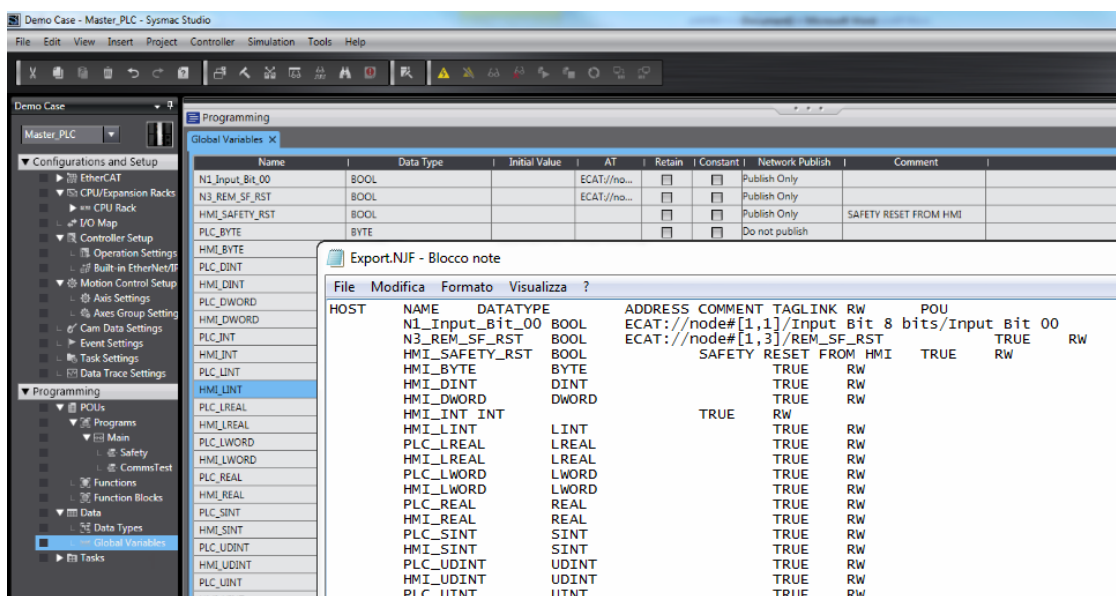 Demo Case - Master_PLC - Sysmac Studio
File Edit View Insert Project Controller Simulation Tools Help
Demo Case
Master_PLC
Configurations and Setup
EtherCAT
CPU/Expansion Racks
CPU Rack
I/O Map
Controller Setup
Operation Settings
Built-in EtherNet/IP
Motion Control Setup
Axis Settings
Axes Group Setting
Cam Data Settings
Event Settings
Task Settings
Data Trace Settings
Programming
POUs
Programs
Main
Safety
CommsTest
Functions
Function Blocks
Data
Data Types
Global Variables
Tasks
Programming
Global Variables X
Name Data Type Initial Value AT Retain Constant Network Publish Comment
N1_Input_Bit_00 BOOL ECAT://no... Publish Only
N3_REM_SF_RST BOOL ECAT://no... Publish Only
HMI_SAFETY_RST BOOL Publish Only SAFETY RESET FROM HMI
PLC_BYTE BYTE Do not publish
HMI_BYTE
PLC_DINT
HMI_DINT
PLC_DWORD
HMI_DWORD
PLC_INT
HMI_INT
PLC_LINT
HMI_LINT
PLC_LREAL
HMI_LREAL
PLC_LWORD
HMI_LWORD
PLC_REAL
HMI_REAL
PLC_SINT
HMI_SINT
PLC_UDINT
HMI_UDINT
PLC_UINT
Export.NJF - Blocco note
File Modifica Formato Visualizza ?
HOST NAME DATATYPE ADDRESS COMMENT TAGLINK RW POU
N1_Input_Bit_00 BOOL ECAT://node#[1,1]/Input Bit 8 bits/Input Bit 00
N3_REM_SF_RST BOOL ECAT://node#[1,3]/REM_SF_RST TRUE RW
HMI_SAFETY_RST BOOL SAFETY RESET FROM HMI TRUE RW
HMI_BYTE BYTE TRUE RW
HMI_DINT DINT TRUE RW
HMI_DWORD DWORD TRUE RW
HMI_INT INT TRUE RW
HMI_LINT LINT TRUE RW
PLC_LREAL LREAL TRUE RW
HMI_LREAL LREAL TRUE RW
PLC_LWORD LWORD TRUE RW
HMI_LWORD LWORD TRUE RW
PLC_REAL REAL TRUE RW
HMI_REAL REAL TRUE RW
PLC_SINT SINT TRUE RW
HMI_SINT SINT TRUE RW
PLC_UDINT UDINT TRUE RW
HMI_UDINT UDINT TRUE RW
PLC_UINT UINT TRUE RW